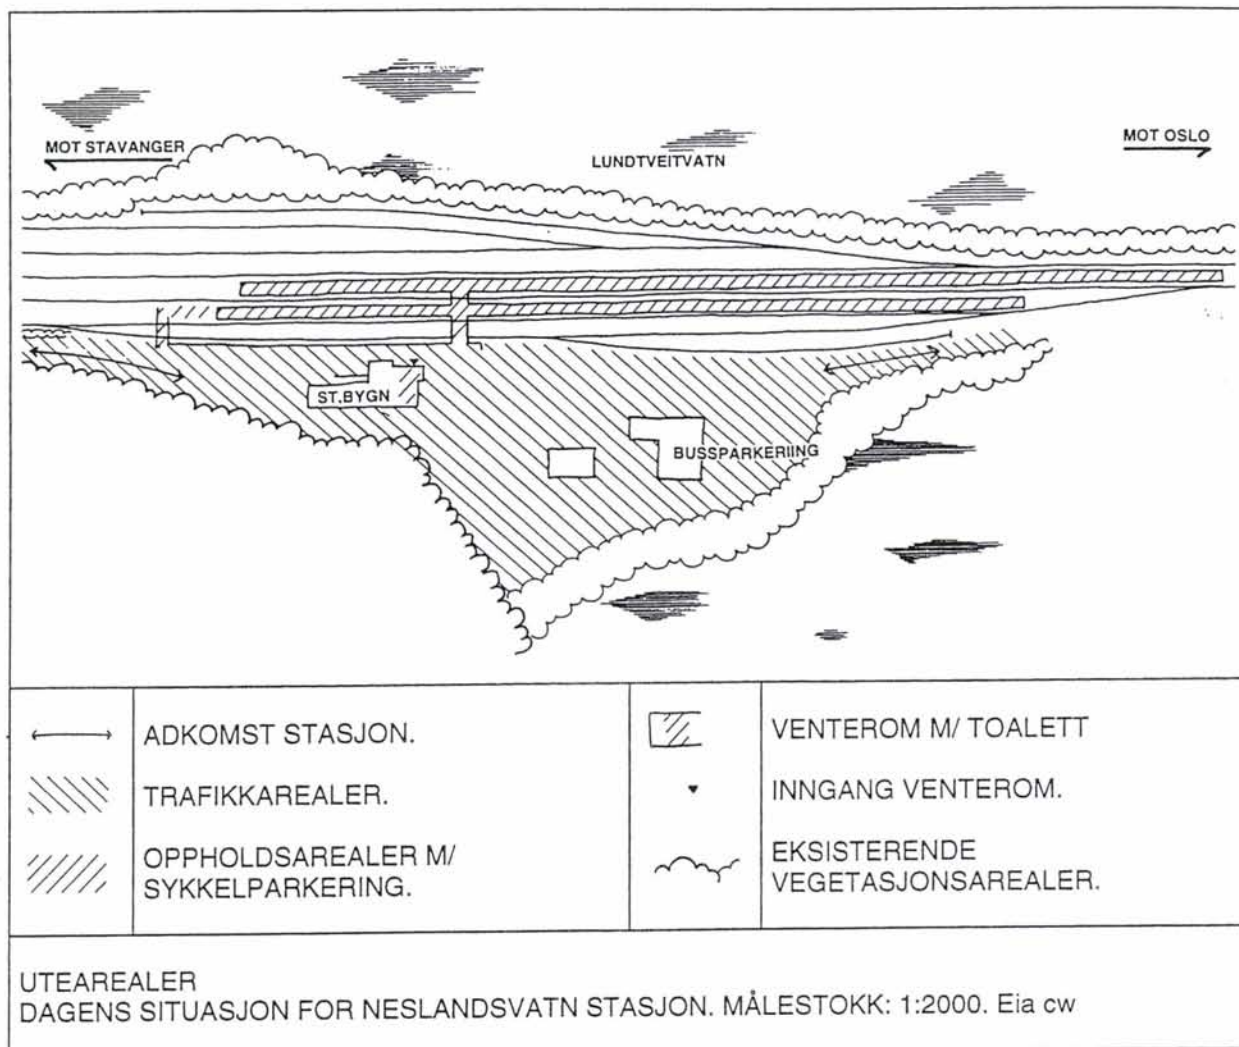 MOT STAVANGER
LUNDTVEITVATN
MOT OSLO
ST.BYGN
BUSSPARKERIING
ADKOMST STASJON.
TRAFIKKAREALER.
OPPHOLDSAREALER M/
SYKKELPARKERING.
VENTEROM M/ TOALETT
INNGANG VENTEROM.
EKSISTERENDE
VEGETASJONSAREALER.
UTEAREALER
DAGENS SITUASJON FOR NESLANDSVATN STASJON. MÅLESTOKK: 1:2000. Eia cw